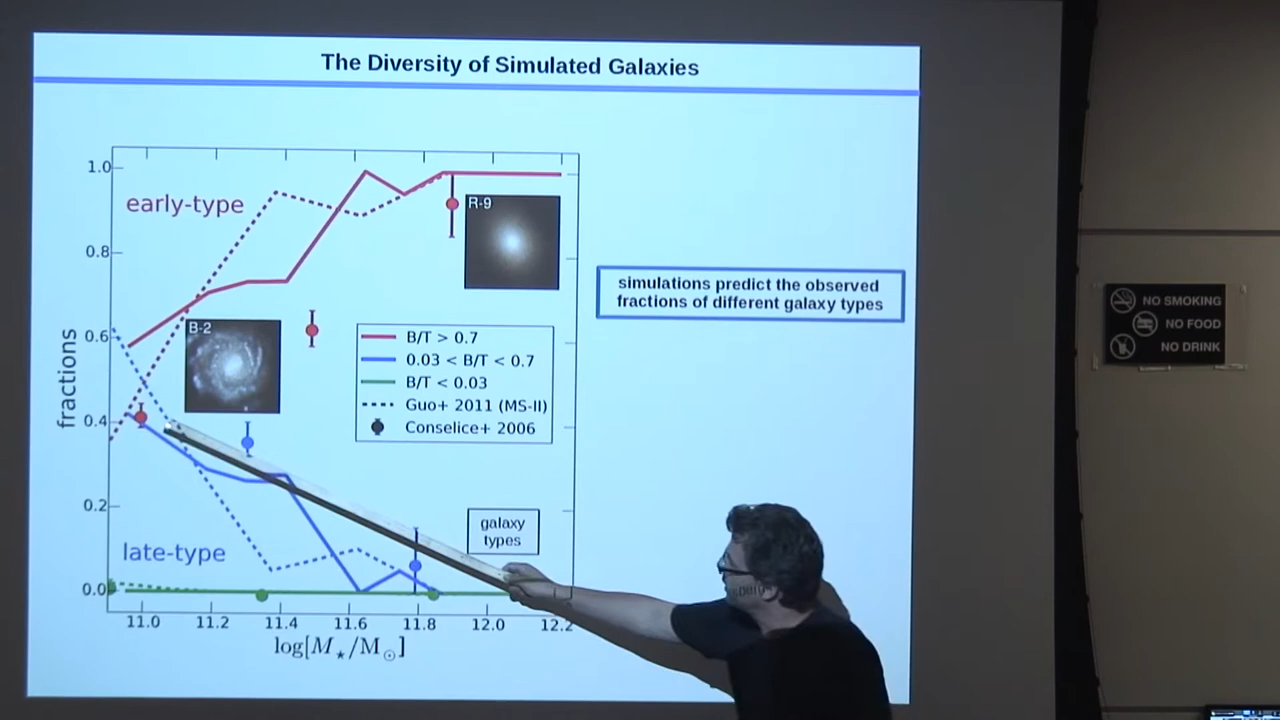 The Diversity of Simulated Galaxies
1.0
early-type
R-9
0.8
simulations predict the observed
fractions of different galaxy types
NO SMOKING
NO FOOD
NO DRINK
fractions
0.6
B-2
B/T > 0.7
0.03 < B/T < 0.7
B/T < 0.03
Guo+ 2011 (MS-II)
Conselice+ 2006
0.4
0.2
galaxy
types
late-type
0.0
11.0 11.2 11.4 11.6 11.8 12.0 12.2
log[M⋆/M⊙]